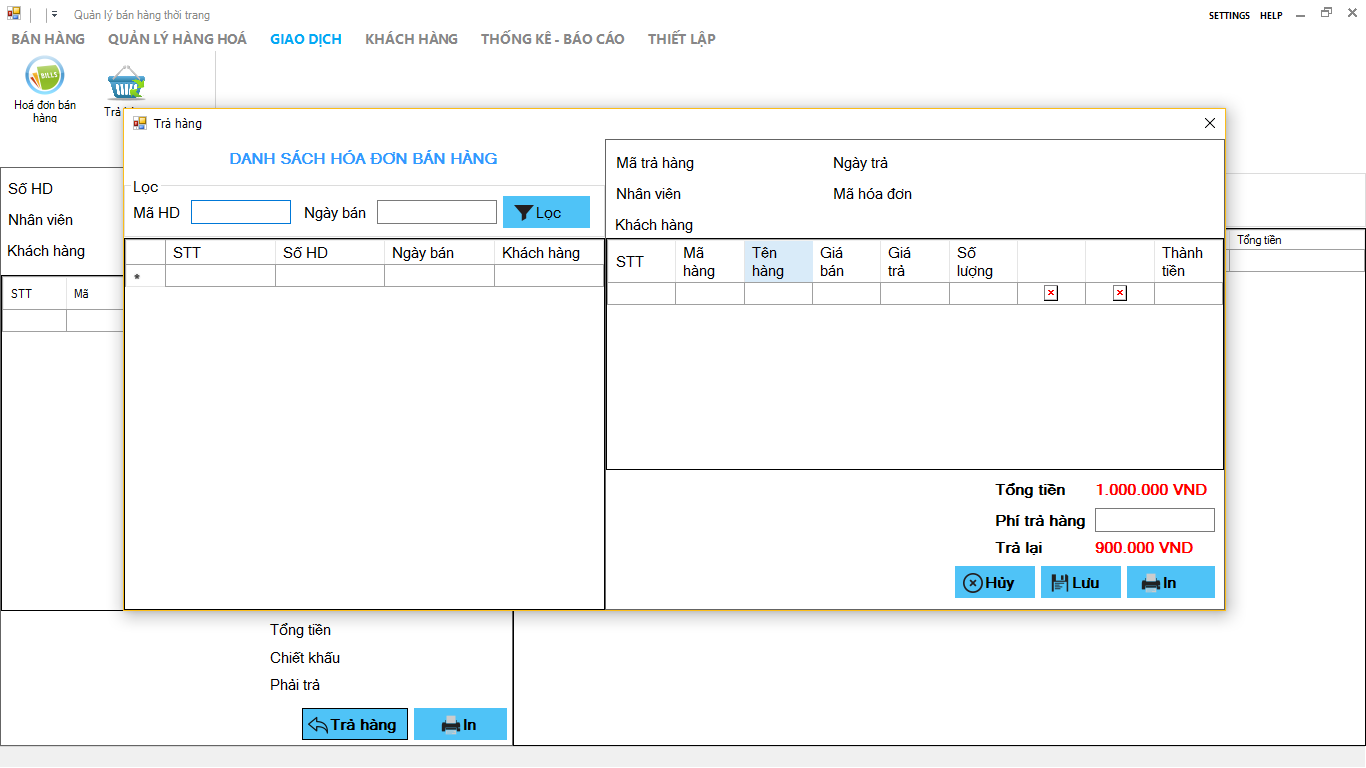 Quản lý bán hàng thời trang
SETTINGS HELP
BÁN HÀNG QUẢN LÝ HÀNG HOÁ GIAO DỊCH KHÁCH HÀNG THỐNG KÊ - BÁO CÁO THIẾT LẬP
BILLS
Hoá đơn bán
hàng
Trả
Trả hàng
DANH SÁCH HÓA ĐƠN BÁN HÀNG
Lọc
Mã HD Ngày bán Lọc
STT Số HD Ngày bán Khách hàng
*
Mã trả hàng Ngày trả
Nhân viên Mã hóa đơn
Khách hàng
STT Mã hàng Tên hàng Giá bán Giá trả Số lượng Thành tiền
Tổng tiền 1.000.000 VND
Phí trả hàng
Trả lại 900.000 VND
Hủy Lưu In
Số HD
Nhân viên
Khách hàng
STT Mã
Tổng tiền
Tổng tiền
Chiết khấu
Phải trả
Trả hàng In